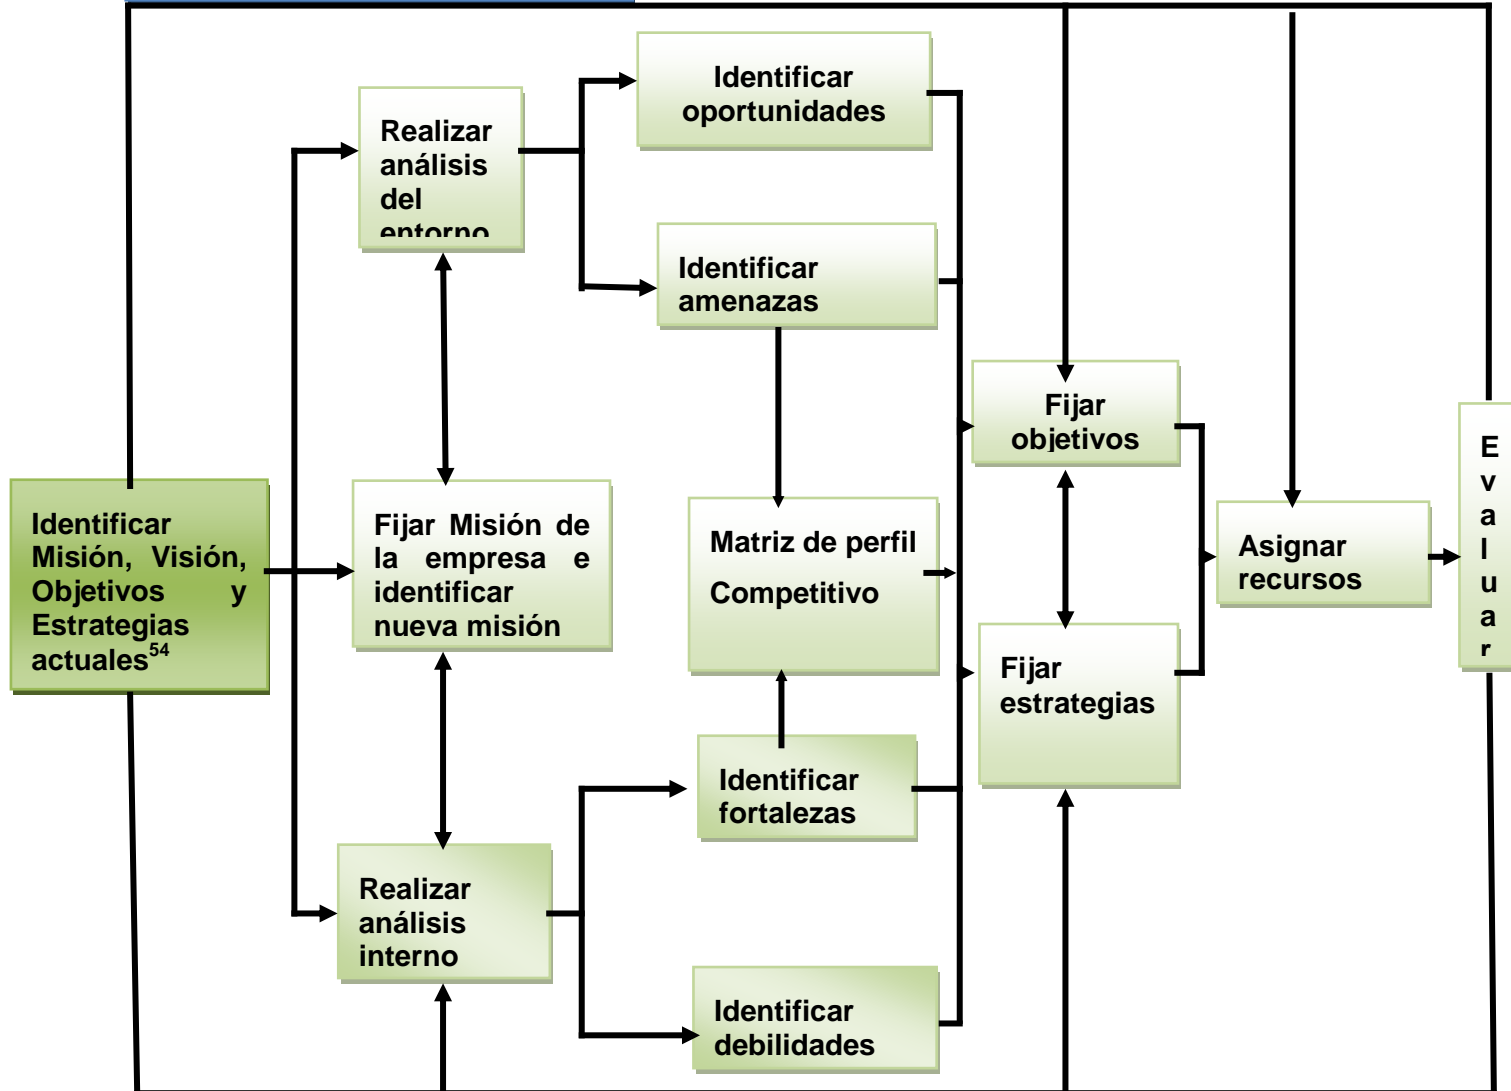 Identificar
oportunidades
Realizar
análisis
del
entorno
Identificar
amenazas
Fijar
objetivos
Identificar
Misión, Visión,
Objetivos y
Estrategias
actuales54
Fijar Misión de
la empresa e
identificar
nueva misión
Matriz de perfil
Competitivo
Asignar
recursos
E
v
a
l
u
a
r
Fijar
estrategias
Identificar
fortalezas
Realizar
análisis
interno
Identificar
debilidades